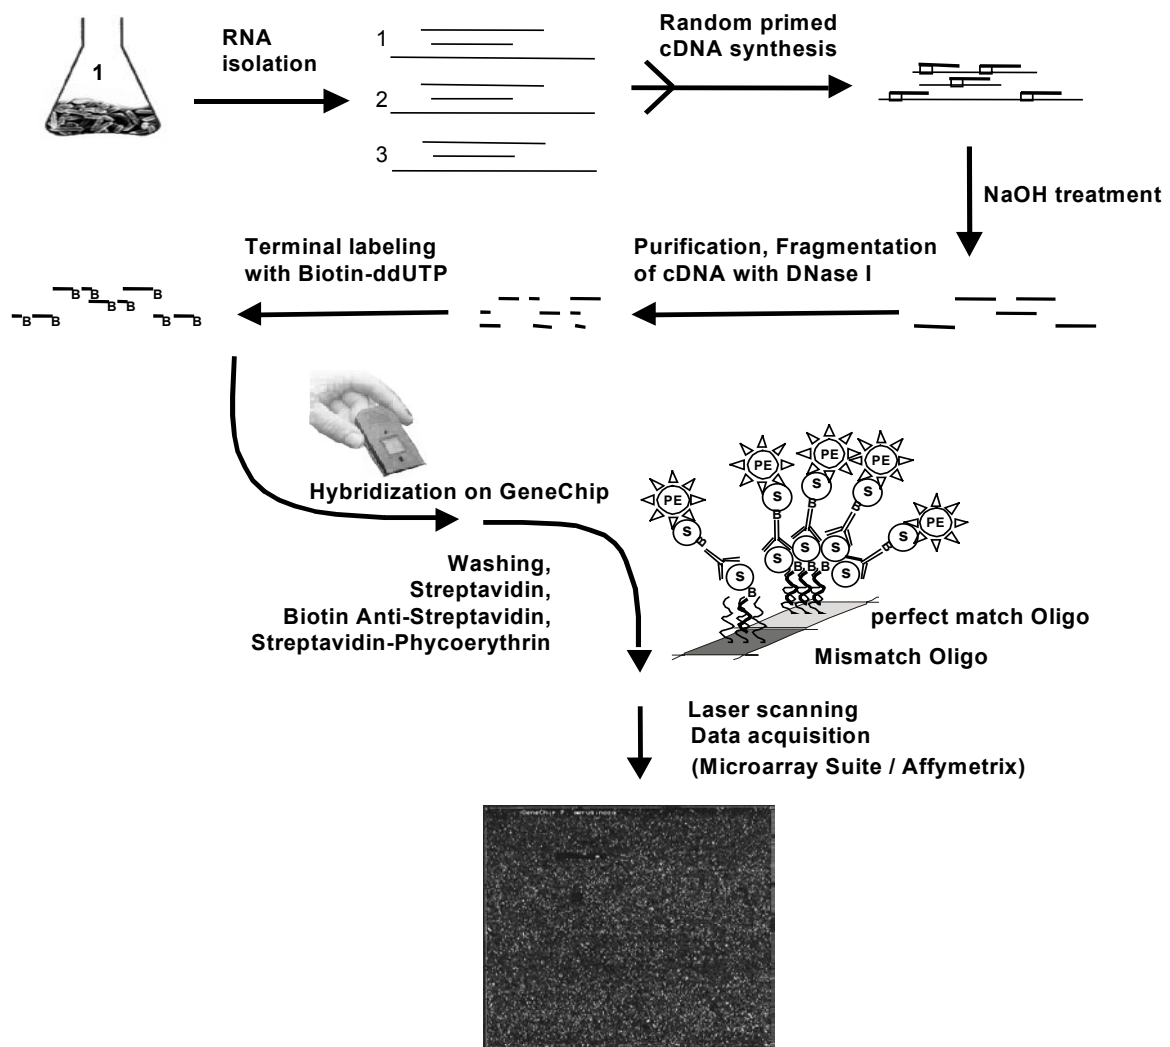 1
RNA
isolation
1
2
3
Random primed
cDNA synthesis
NaOH treatment
Purification, Fragmentation
of cDNA with DNase I
Terminal labeling
with Biotin-ddUTP
B
B
B
B
B
B
B
B
B
Hybridization on GeneChip
Washing,
Streptavidin,
Biotin Anti-Streptavidin,
Streptavidin-Phycoerythrin
PE
PE
PE
PE
PE
S
S
S
S
S
B
B
B
B
B
S
S
S
S
S
B
B
B
B
perfect match Oligo
Mismatch Oligo
Laser scanning
Data acquisition
(Microarray Suite / Affymetrix)
GeneChip P. aeruginosa